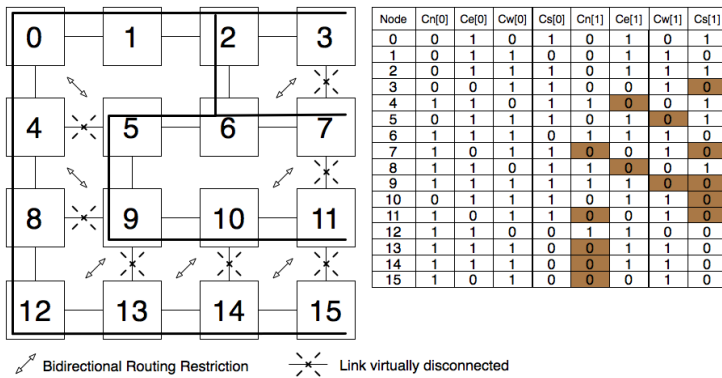 0 1 2 3
4 5 6 7
8 9 10 11
12 13 14 15
Node Cn[0] Ce[0] Cw[0] Cs[0] Cn[1] Ce[1] Cw[1] Cs[1]
0 0 1 0 1 0 1 0 1
1 0 1 1 0 0 1 1 0
2 0 1 1 1 0 1 1 1
3 0 0 1 1 0 0 1 0
4 1 1 0 1 1 0 0 1
5 0 1 1 1 0 1 0 1
6 1 1 1 0 1 1 1 0
7 1 0 1 1 0 0 1 0
8 1 1 0 1 1 0 0 1
9 1 1 1 1 1 1 0 0
10 0 1 1 1 0 1 1 0
11 1 0 1 1 0 0 1 0
12 1 1 0 0 1 1 0 0
13 1 1 1 0 0 1 1 0
14 1 1 1 0 0 1 1 0
15 1 0 1 0 0 0 1 0
Bidirectional Routing Restriction
Link virtually disconnected